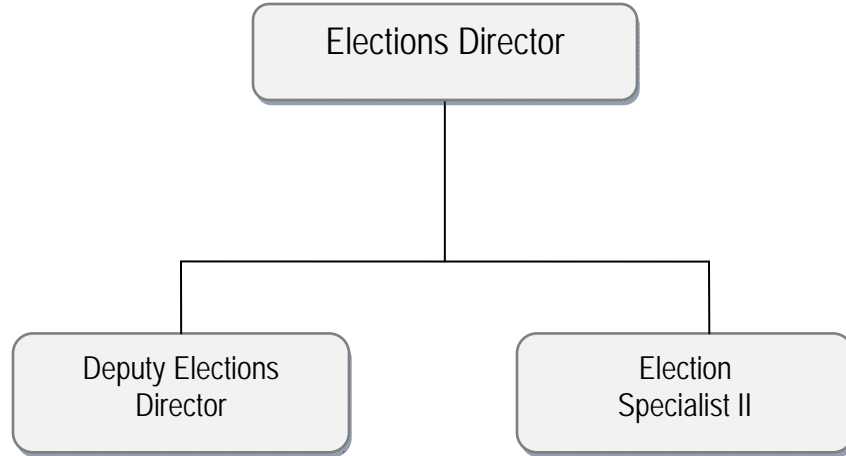 Elections Director
Deputy Elections
Director
Election
Specialist II